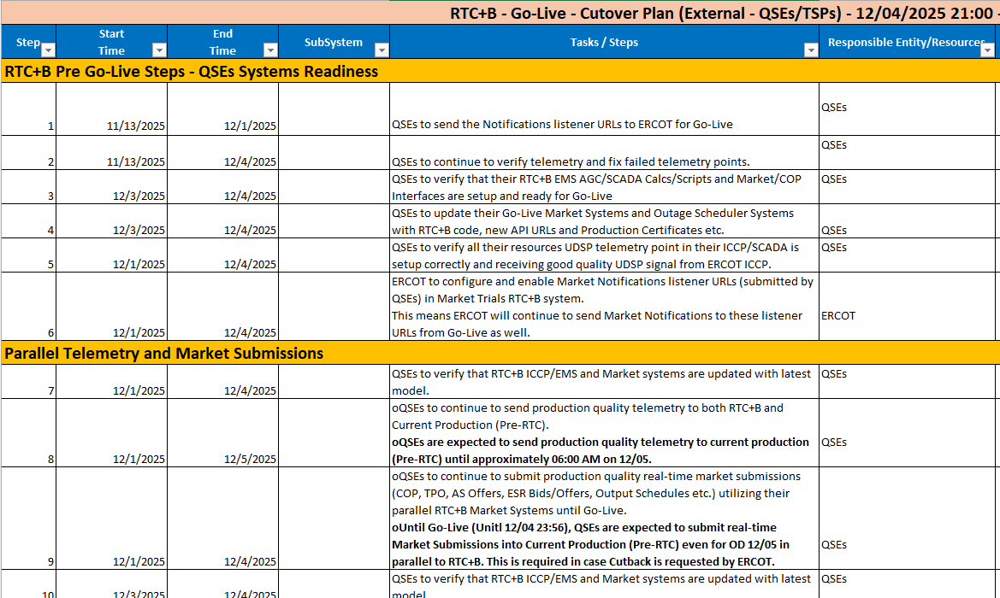 RTC+B - Go-Live - Cutover Plan (External - QSEs/TSPs) - 12/04/2025 21:00 -
Step
Start
Time
End
Time
SubSystem
Tasks / Steps
Responsible Entity/Resources
RTC+B Pre Go-Live Steps - QSEs Systems Readiness
1
11/13/2025
12/1/2025
QSEs to send the Notifications listener URLs to ERCOT for Go-Live
QSEs
2
11/13/2025
12/4/2025
QSEs to continue to verify telemetry and fix failed telemetry points.
QSEs
3
12/3/2025
12/4/2025
QSEs to verify that their RTC+B EMS AGC/SCADA Calcs/Scripts and Market/COP
Interfaces are setup and ready for Go-Live
QSEs
4
12/3/2025
12/4/2025
QSEs to update their Go-Live Market Systems and Outage Scheduler Systems
with RTC+B code, new API URLs and Production Certificates etc.
QSEs
5
12/1/2025
12/4/2025
QSEs to verify all their resources UDSP telemetry point in their ICCP/SCADA is
setup correctly and receiving good quality UDSP signal from ERCOT ICCP.
QSEs
6
12/1/2025
12/4/2025
ERCOT to configure and enable Market Notifications listener URLs (submitted by
QSEs) in Market Trials RTC+B system.
This means ERCOT will continue to send Market Notifications to these listener
URLs from Go-Live as well.
ERCOT
Parallel Telemetry and Market Submissions
7
12/1/2025
12/4/2025
QSEs to verify that RTC+B ICCP/EMS and Market systems are updated with latest
model.
QSEs
8
12/1/2025
12/5/2025
oQSEs to continue to send production quality telemetry to both RTC+B and
Current Production (Pre-RTC).
oQSEs are expected to send production quality telemetry to current production
(Pre-RTC) until approximately 06:00 AM on 12/05.
QSEs
9
12/1/2025
12/4/2025
oQSEs to continue to submit production quality real-time market submissions
(COP, TPO, AS Offers, ESR Bids/Offers, Output Schedules etc.) utilizing their
parallel RTC+B Market Systems until Go-Live.
oUntil Go-Live (Unitl 12/04 23:56), QSEs are expected to submit real-time
Market Submissions into Current Production (Pre-RTC) even for OD 12/05 in
parallel to RTC+B. This is required in case Cutback is requested by ERCOT.
QSEs
10
12/3/2025
12/4/2025
QSEs to verify that RTC+B ICCP/EMS and Market systems are updated with latest
model.
QSEs